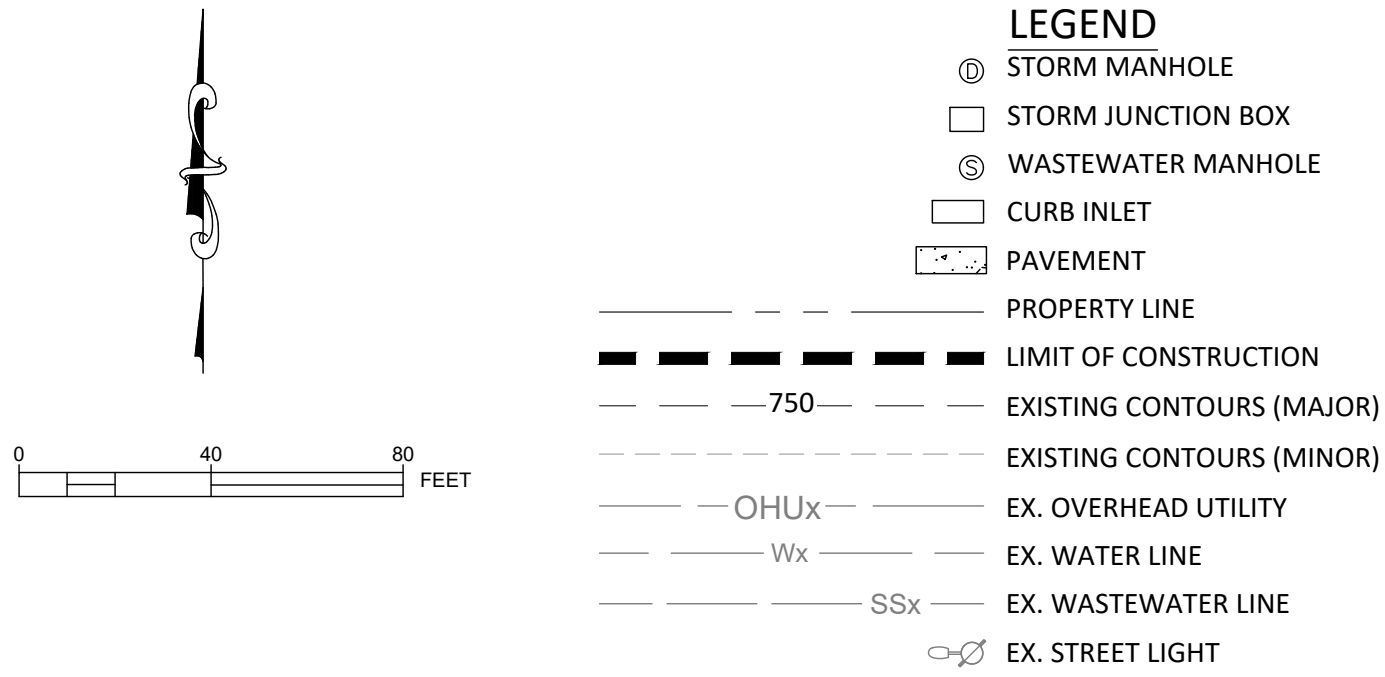 LEGEND
D STORM MANHOLE
STORM JUNCTION BOX
S WASTEWATER MANHOLE
CURB INLET
PAVEMENT
PROPERTY LINE
LIMIT OF CONSTRUCTION
750 EXISTING CONTOURS (MAJOR)
EXISTING CONTOURS (MINOR)
OHUx EX. OVERHEAD UTILITY
Wx EX. WATER LINE
SSx EX. WASTEWATER LINE
EX. STREET LIGHT
0 40 80
FEET